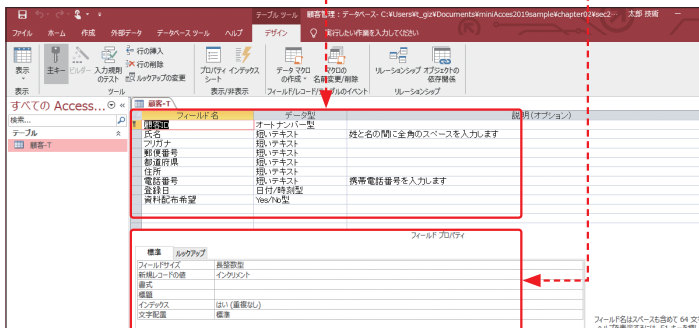 テーブル ツール 顧客管理：データベース- C:¥Users¥t_giz¥Documents¥miniAcces2019sample¥chapter02¥sec2… 太郎 技術
ファイル ホーム 作成 外部データ データベース ツール ヘルプ デザイン 実行したい作業を入力してください
表示 主キー ビルダー 入力規則のテスト 行の挿入 行の削除 ルックアップの変更 プロパティ シート インデックス データ マクロの作成 マクロの名前変更/削除 リレーションシップ オブジェクトの依存関係
表示 ツール 表示/非表示 フィールド/レコード/テーブルのイベント リレーションシップ
すべての Access… 顧客-T
検索...
テーブル
顧客-T
フィールド名 データ型 説明(オプション)
顧客ID オートナンバー型
氏名 短いテキスト 姓と名の間に全角のスペースを入力します
フリガナ 短いテキスト
郵便番号 短いテキスト
都道府県 短いテキスト
住所 短いテキスト
電話番号 短いテキスト 携帯電話番号を入力します
登録日 日付/時刻型
資料配布希望 Yes/No型
フィールド プロパティ
標準 ルックアップ
フィールドサイズ 長整数型
新規レコードの値 インクリメント
書式
標題
インデックス はい (重複なし)
文字配置 標準
フィールド名はスペースも含めて 64 文